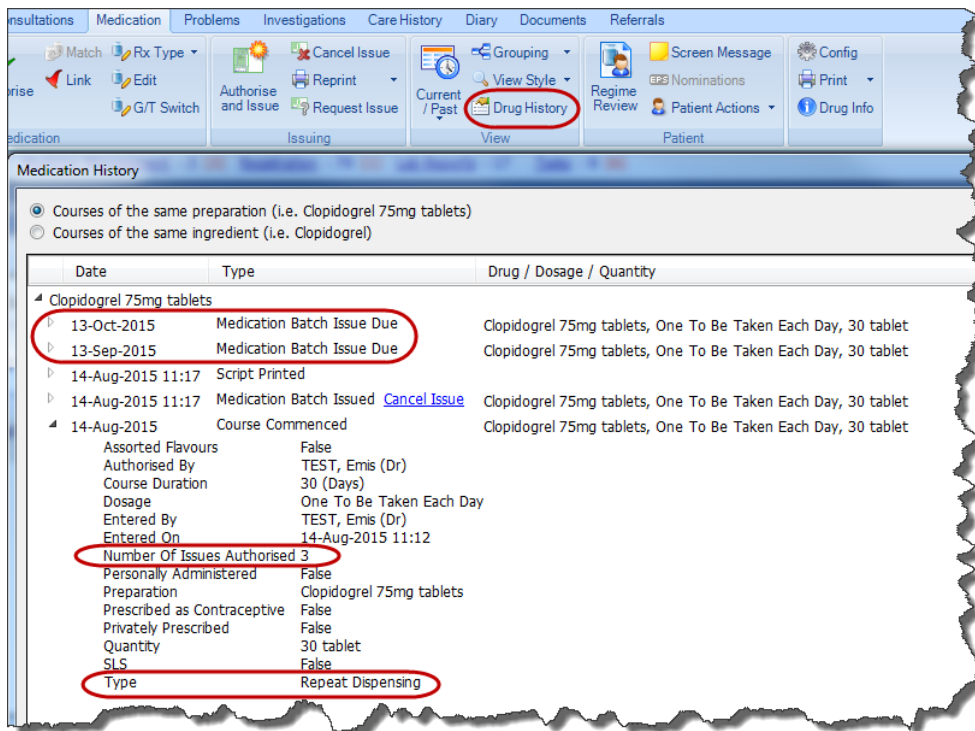 nsultations Medication Problems Investigations Care History Diary Documents Referrals
Match Rx Type Cancel Issue Grouping Screen Message Config
Link Edit Reprint View Style EPS Nominations Print
G/T Switch Authorise and Issue Request Issue Current / Past Drug History Regime Review Patient Actions Drug Info
edication Issuing View Patient
Medication History
Courses of the same preparation (i.e. Clopidogrel 75mg tablets)
Courses of the same ingredient (i.e. Clopidogrel)
Date Type Drug / Dosage / Quantity
Clopidogrel 75mg tablets
13-Oct-2015 Medication Batch Issue Due Clopidogrel 75mg tablets, One To Be Taken Each Day, 30 tablet
13-Sep-2015 Medication Batch Issue Due Clopidogrel 75mg tablets, One To Be Taken Each Day, 30 tablet
14-Aug-2015 11:17 Script Printed
14-Aug-2015 11:17 Medication Batch Issued Cancel Issue Clopidogrel 75mg tablets, One To Be Taken Each Day, 30 tablet
14-Aug-2015 Course Commenced Clopidogrel 75mg tablets, One To Be Taken Each Day, 30 tablet
Assorted Flavours False
Authorised By TEST, Emis (Dr)
Course Duration 30 (Days)
Dosage One To Be Taken Each Day
Entered By TEST, Emis (Dr)
Entered On 14-Aug-2015 11:12
Number Of Issues Authorised 3
Personally Administered False
Preparation Clopidogrel 75mg tablets
Prescribed as Contraceptive False
Privately Prescribed False
Quantity 30 tablet
SLS False
Type Repeat Dispensing